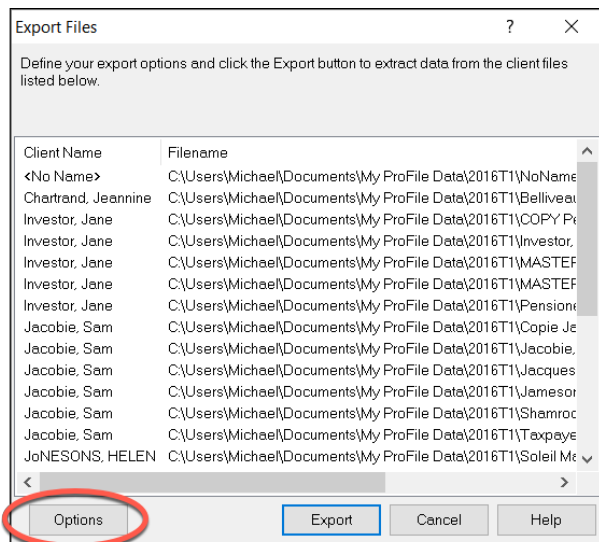 Export Files
Define your export options and click the Export button to extract data from the client files
listed below.
Client Name Filename
<No Name> C:\Users\Michael\Documents\My ProFile Data\2016T1\NoName
Chartrand, Jeannine C:\Users\Michael\Documents\My ProFile Data\2016T1\Belliveau
Investor, Jane C:\Users\Michael\Documents\My ProFile Data\2016T1\COPY Pe
Investor, Jane C:\Users\Michael\Documents\My ProFile Data\2016T1\Investor,
Investor, Jane C:\Users\Michael\Documents\My ProFile Data\2016T1\MASTER
Investor, Jane C:\Users\Michael\Documents\My ProFile Data\2016T1\MASTER
Investor, Jane C:\Users\Michael\Documents\My ProFile Data\2016T1\Pensione
Jacobie, Sam C:\Users\Michael\Documents\My ProFile Data\2016T1\Copie Ja
Jacobie, Sam C:\Users\Michael\Documents\My ProFile Data\2016T1\Jacobie,
Jacobie, Sam C:\Users\Michael\Documents\My ProFile Data\2016T1\Jacques
Jacobie, Sam C:\Users\Michael\Documents\My ProFile Data\2016T1\Jameson
Jacobie, Sam C:\Users\Michael\Documents\My ProFile Data\2016T1\Shamroc
Jacobie, Sam C:\Users\Michael\Documents\My ProFile Data\2016T1\Taxpaye
JoNESONS, HELEN C:\Users\Michael\Documents\My ProFile Data\2016T1\Soleil Ma
Options Export Cancel Help